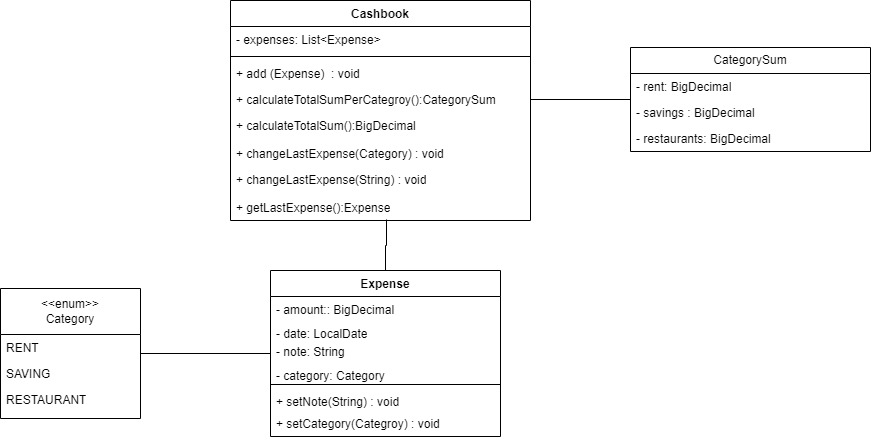 Cashbook
- expenses: List<Expense>
+ add (Expense)  : void
+ calculateTotalSumPerCategroy():CategorySum
+ calculateTotalSum():BigDecimal
+ changeLastExpense(Category) : void
+ changeLastExpense(String) : void
+ getLastExpense():Expense
CategorySum
- rent: BigDecimal
- savings : BigDecimal
- restaurants: BigDecimal
<<enum>>
Category
RENT
SAVING
RESTAURANT
Expense
- amount:: BigDecimal
- date: LocalDate
- note: String
- category: Category
+ setNote(String) : void
+ setCategory(Categroy) : void